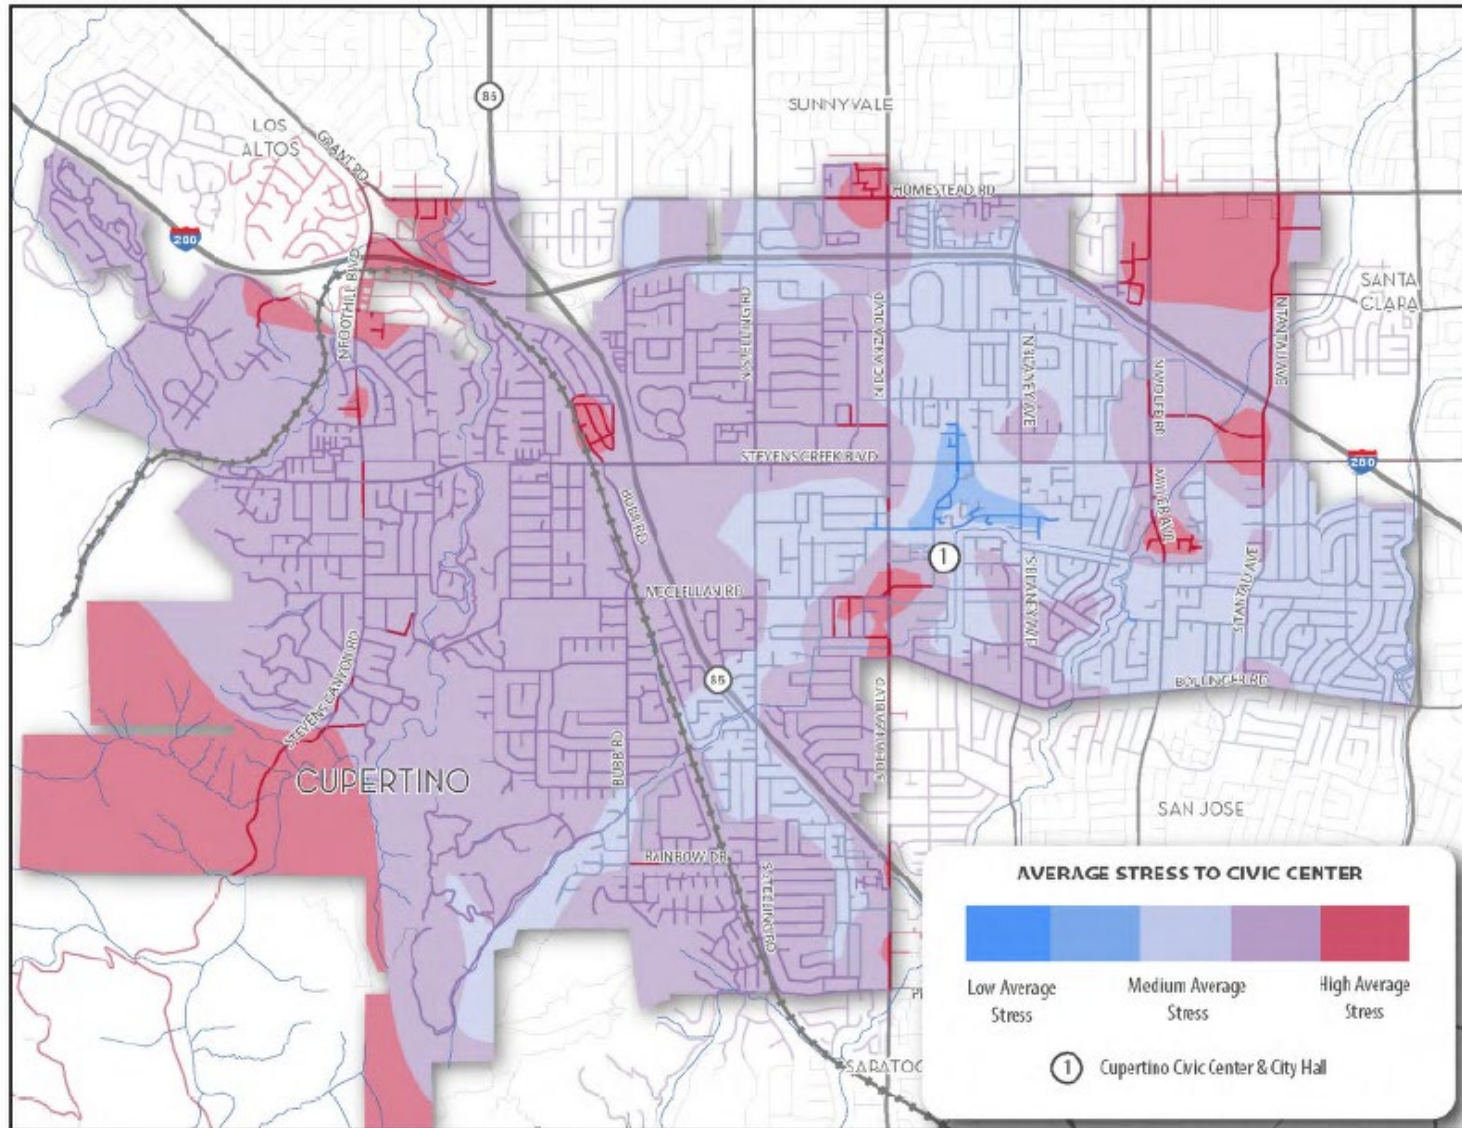 85
SUNNYVALE
LOS
ALTOS
GRANT RD
HOMESTEAD RD
280
N FOOTHILL BLVD
SANTA
CLARA
N STELLING RD
N DE ANZA BLVD
N BLANEY AVE
N WOLFE RD
N TANTAU AVE
STEVENS CREEK BLVD
280
BUBB RD
MILLER AVE
1
MCCLELLAN RD
S BLANEY AVE
S TANTAU AVE
STEVENS CANYON RD
85
BOLLINGER RD
S DE ANZA BLVD
BUBB RD
CUPERTINO
SAN JOSE
RAINBOW DR
S STELLING RD
SARATOG
AVERAGE STRESS TO CIVIC CENTER
Low Average
Stress
Medium Average
Stress
High Average
Stress
1 Cupertino Civic Center & City Hall